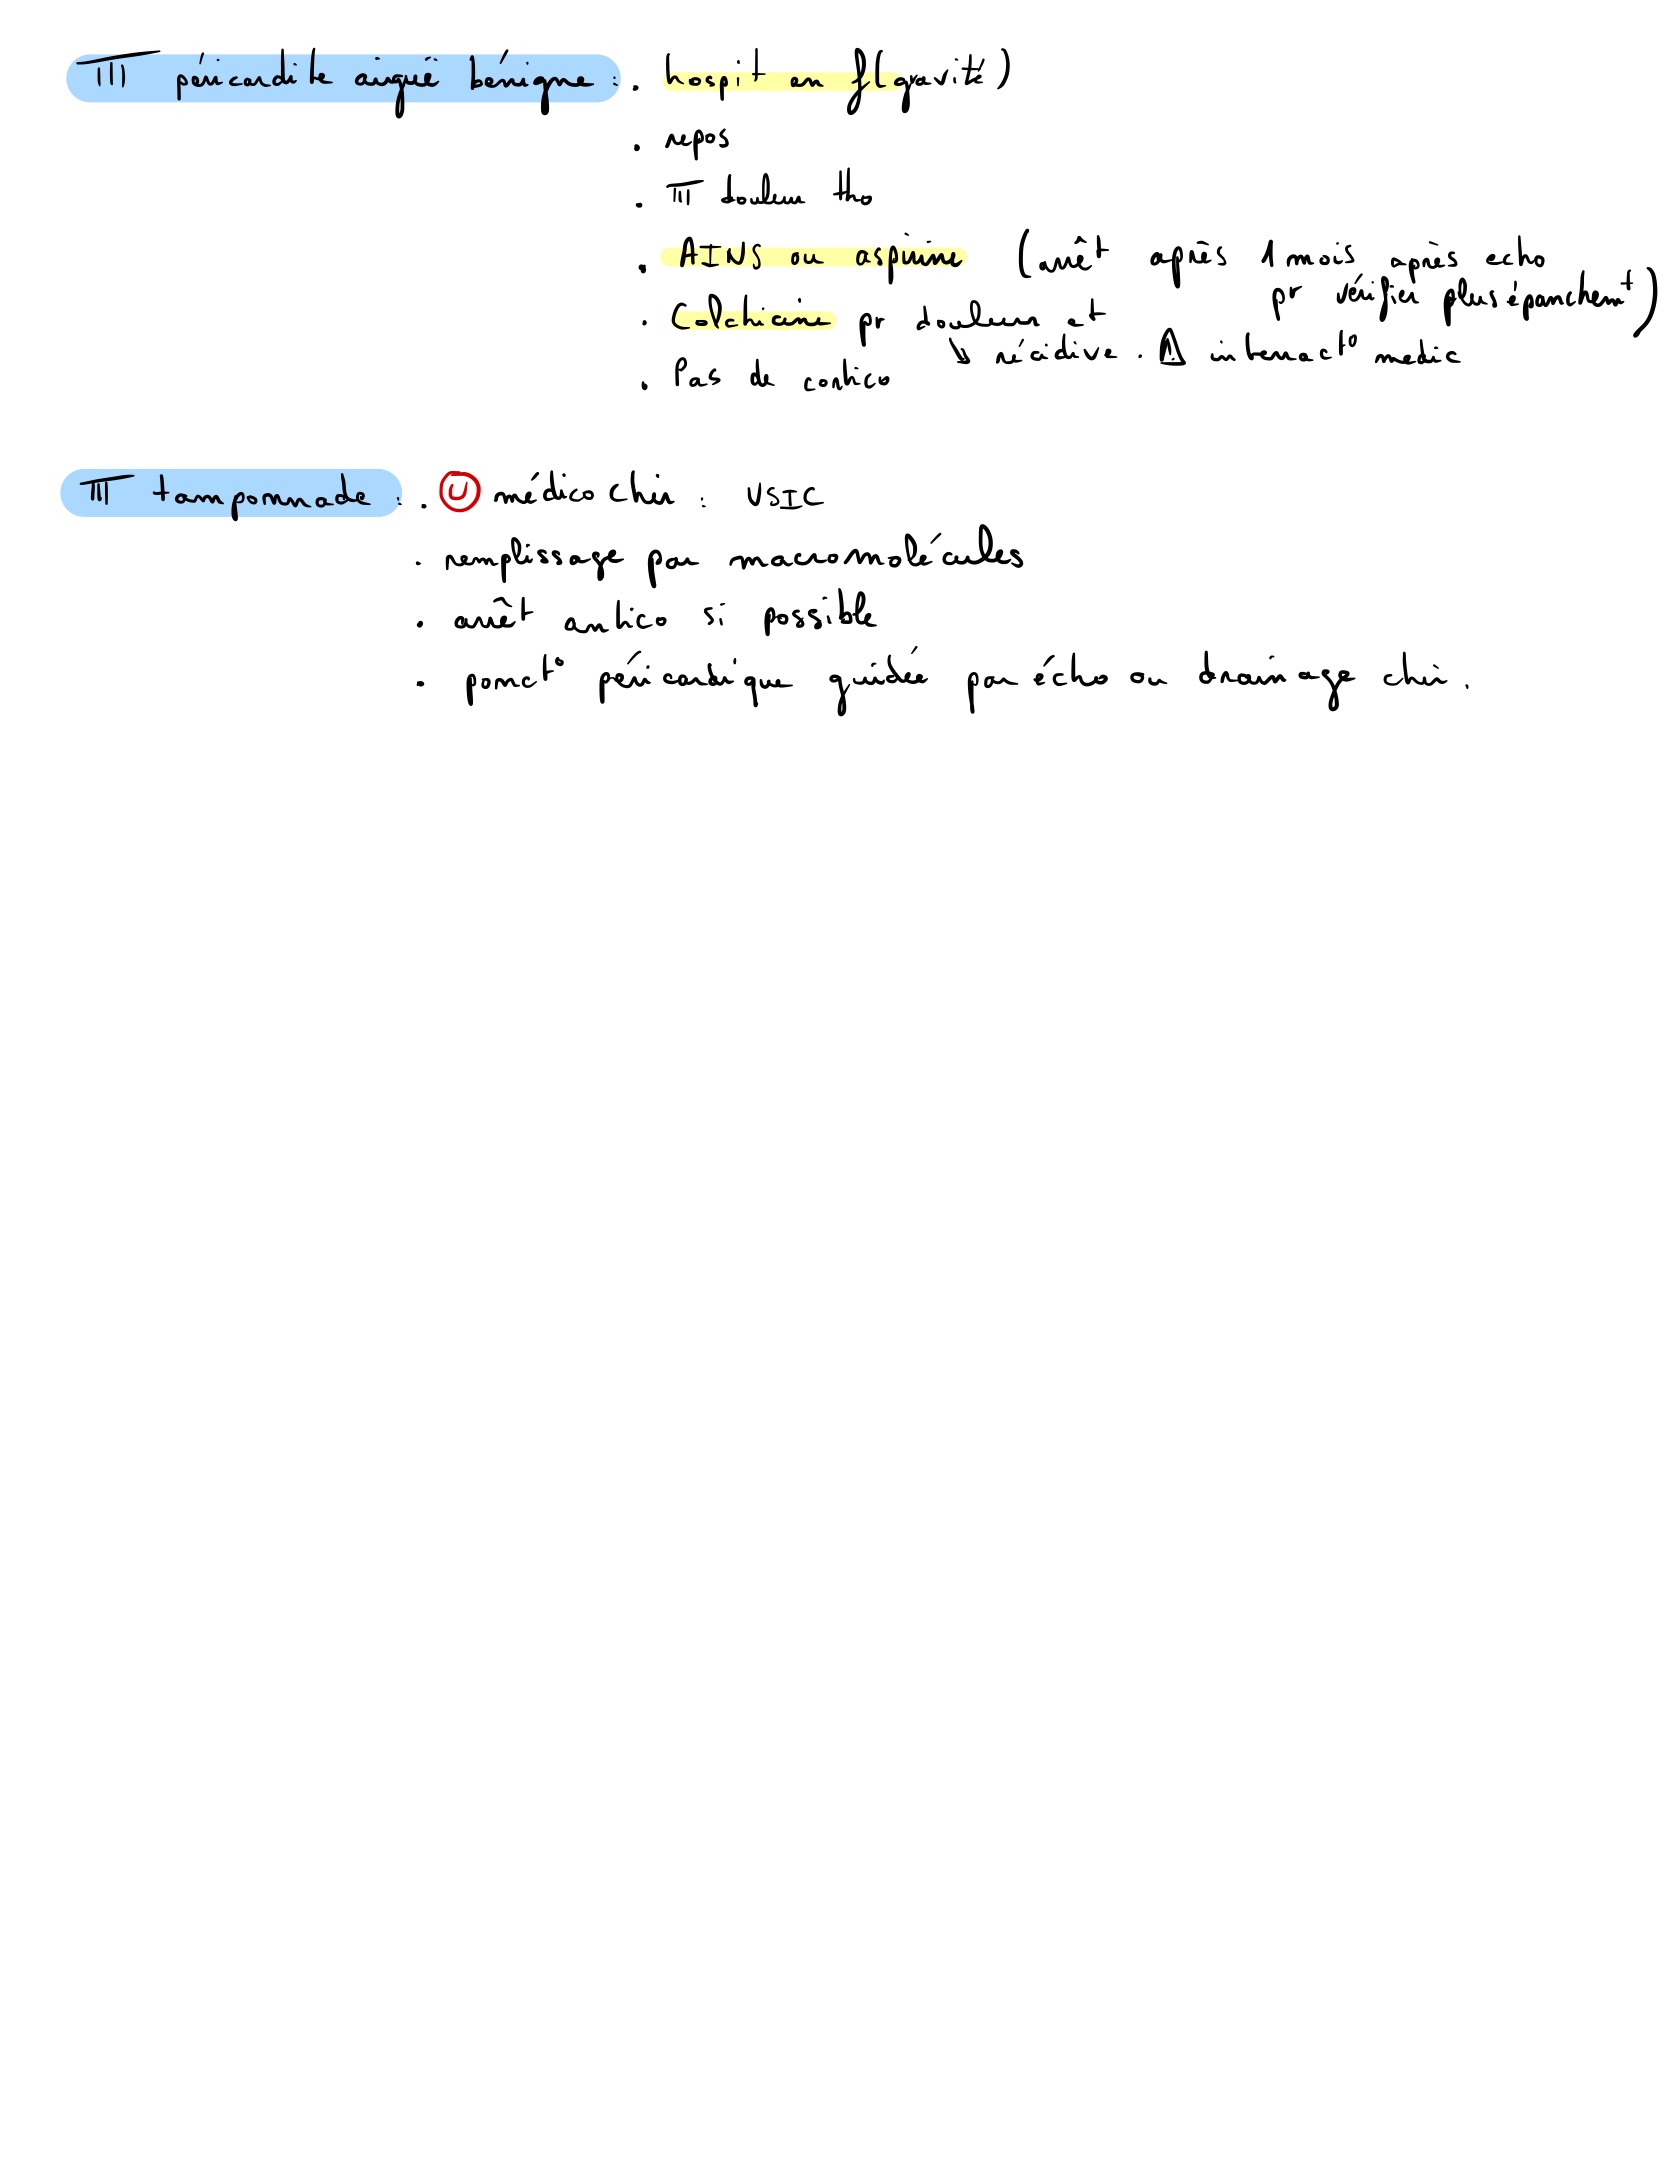 TTT péricardite aiguë bénigne : . hospit en f(gravité)
. repos
. TTT douleur tho
. AINS ou aspirine (arrêt après 1 mois après echo
pr vérifier plus épanchemt)
. Colchicine pr douleur et
↘ récidive . ⚠ interact° medic
. Pas de cortico
TTT tamponnade : . Ⓤ médico chir : USIC
. remplissage par macromolécules
. arrêt antico si possible
. ponct° péricardique guidée par écho ou drainage chir.